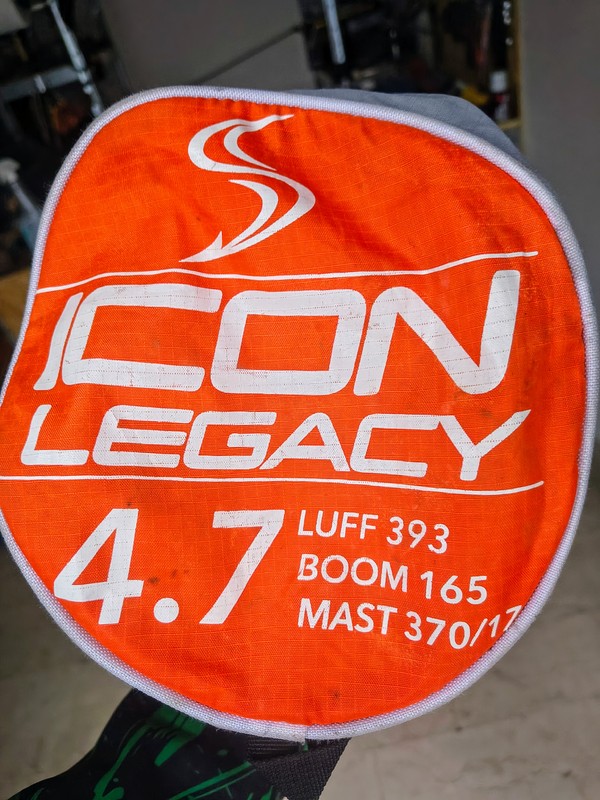 ICON
LEGACY
4.7
LUFF 393
BOOM 165
MAST 370/17